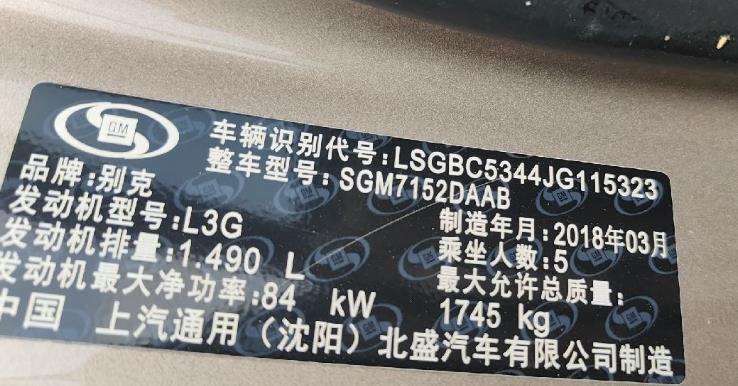 GM
车辆识别代号:LSGBC5344JG115323
整车型号:SGM7152DAAB
品牌:别克
发动机型号:L3G
制造年月:2018年03月
发动机排量:1.490 L
乘坐人数:5
发动机最大净功率:84 kW
最大允许总质量:
1745 kg
中国 上汽通用（沈阳）北盛汽车有限公司制造